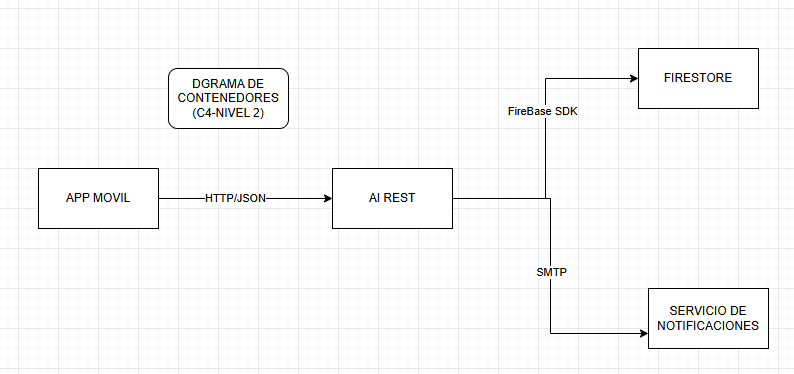 DGRAMA DE
CONTENEDORES
(C4-NIVEL 2)
FIRESTORE
FireBase SDK
APP MOVIL
HTTP/JSON
AI REST
SMTP
SERVICIO DE
NOTIFICACIONES